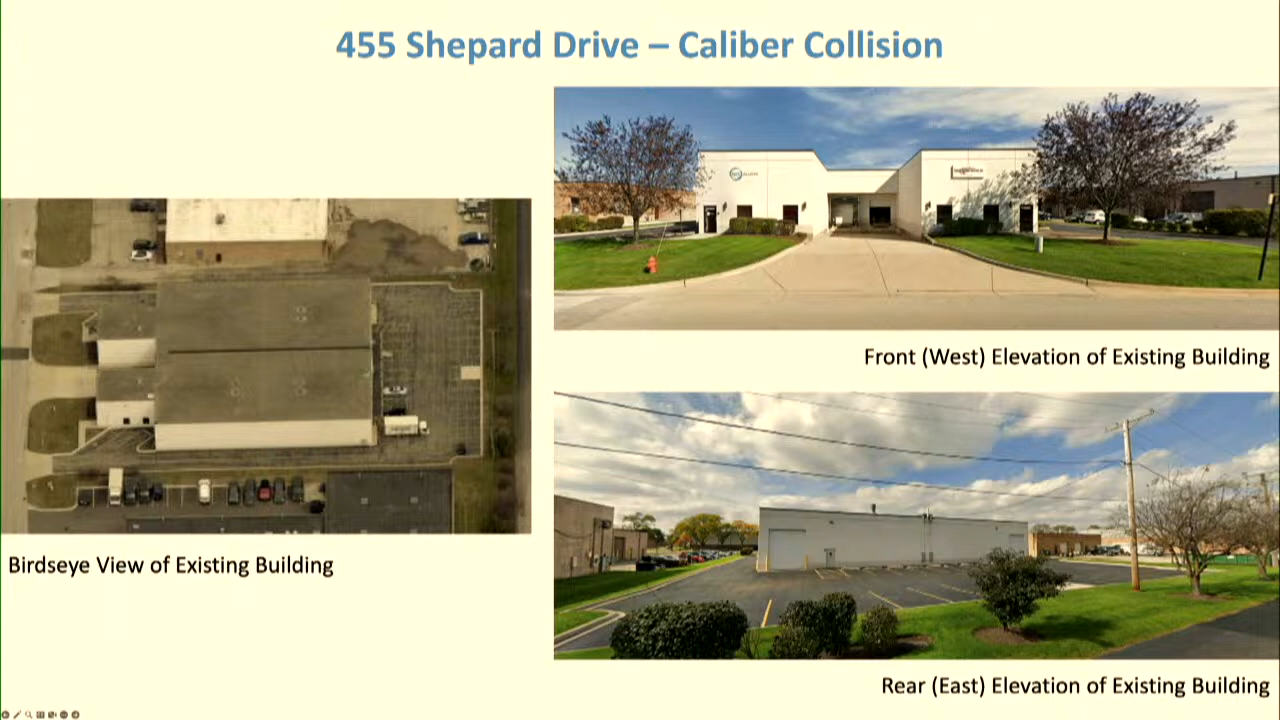 455 Shepard Drive – Caliber Collision
Front (West) Elevation of Existing Building
Birdseye View of Existing Building
Rear (East) Elevation of Existing Building